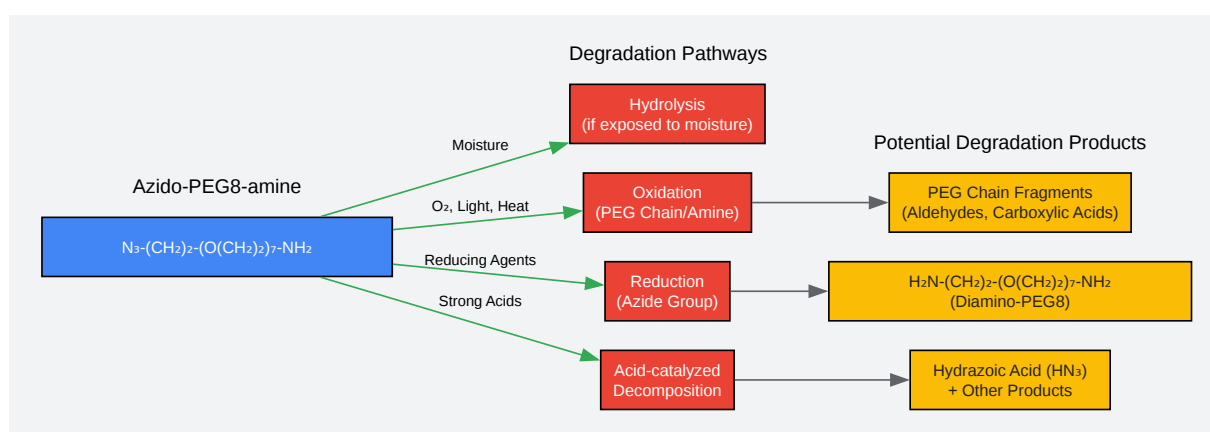 Degradation Pathways
Hydrolysis
(if exposed to moisture)
Moisture
Potential Degradation Products
Azido-PEG8-amine
O₂, Light, Heat
Oxidation
(PEG Chain/Amine)
PEG Chain Fragments
(Aldehydes, Carboxylic Acids)
N₃-(CH₂)₂-(O(CH₂)₂)₇-NH₂
Reducing Agents
Reduction
(Azide Group)
H₂N-(CH₂)₂-(O(CH₂)₂)₇-NH₂
(Diamino-PEG8)
Strong Acids
Acid-catalyzed
Decomposition
Hydrazoic Acid (HN₃)
+ Other Products